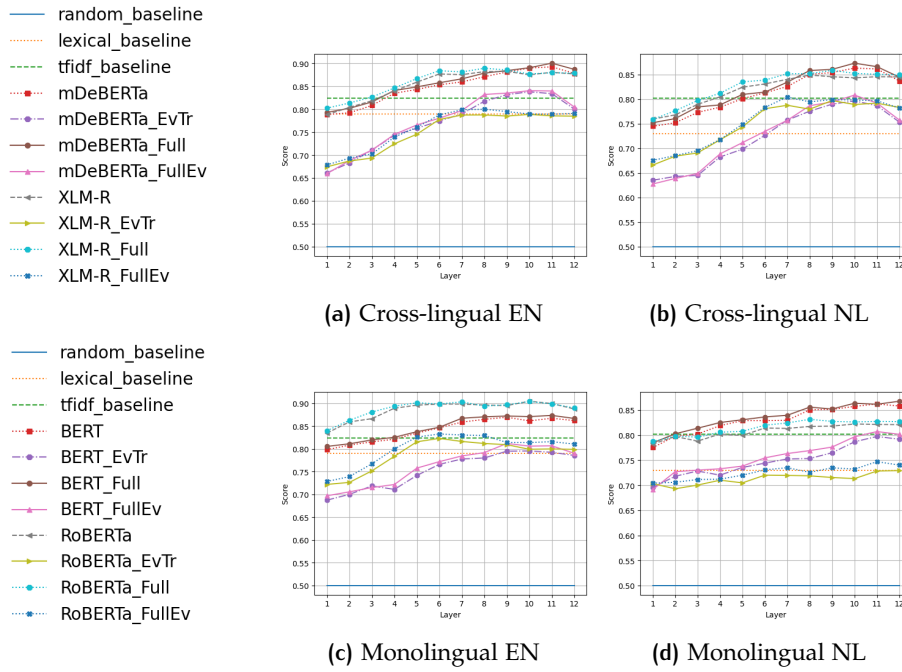 random_baseline
lexical_baseline
tfidf_baseline
mDeBERTa
mDeBERTa_EvTr
mDeBERTa_Full
mDeBERTa_FullEv
XLM-R
XLM-R_EvTr
XLM-R_Full
XLM-R_FullEv
0.90
0.85
0.80
0.75
0.70
0.65
0.60
0.55
0.50
Score
1 2 3 4 5 6 7 8 9 10 11 12
Layer
(a) Cross-lingual EN
0.85
0.80
0.75
0.70
0.65
0.60
0.55
0.50
Score
1 2 3 4 5 6 7 8 9 10 11 12
Layer
(b) Cross-lingual NL
random_baseline
lexical_baseline
tfidf_baseline
BERT
BERT_EvTr
BERT_Full
BERT_FullEv
RoBERTa
RoBERTa_EvTr
RoBERTa_Full
RoBERTa_FullEv
0.90
0.85
0.80
0.75
0.70
0.65
0.60
0.55
0.50
Score
1 2 3 4 5 6 7 8 9 10 11 12
Layer
(c) Monolingual EN
0.85
0.80
0.75
0.70
0.65
0.60
0.55
0.50
Score
1 2 3 4 5 6 7 8 9 10 11 12
Layer
(d) Monolingual NL